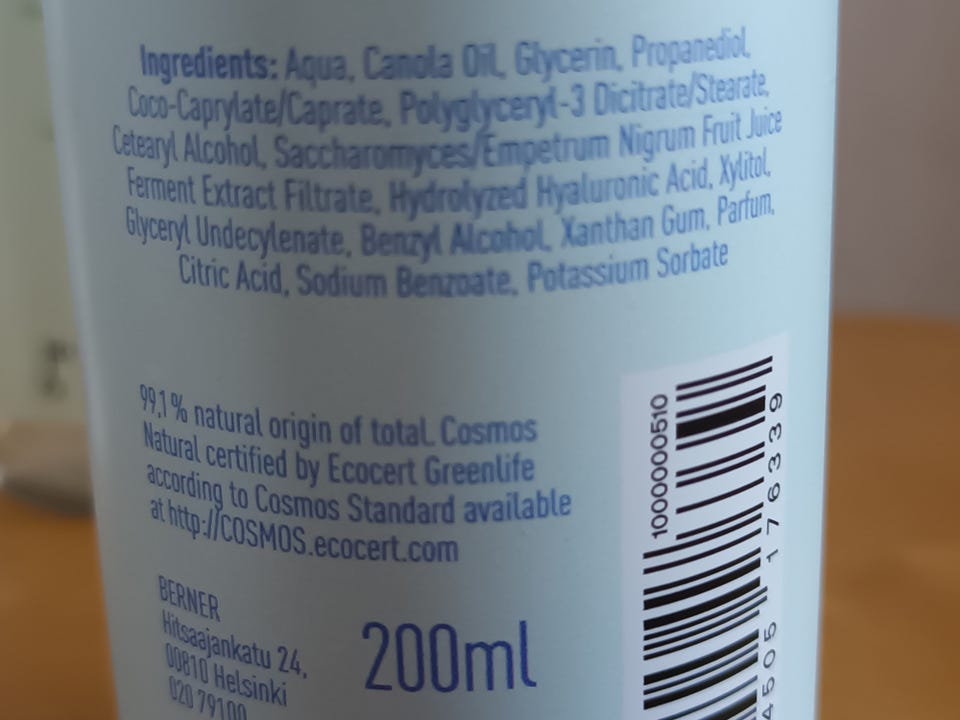 Ingredients: Aqua, Canola Oil, Glycerin, Propanediol,
Coco-Caprylate/Caprate, Polyglyceryl-3 Dicitrate/Stearate,
Cetearyl Alcohol, Saccharomyces/Empetrum Nigrum Fruit Juice
Ferment Extract Filtrate, Hydrolyzed Hyaluronic Acid, Xylitol,
Glyceryl Undecylenate, Benzyl Alcohol, Xanthan Gum, Parfum,
Citric Acid, Sodium Benzoate, Potassium Sorbate
99,1 % natural origin of total. Cosmos
Natural certified by Ecocert Greenlife
according to Cosmos Standard available
at http://COSMOS.ecocert.com
BERNER
Hitsaajankatu 24,
00810 Helsinki
020 79100
200ml
1000000510
4505 176339